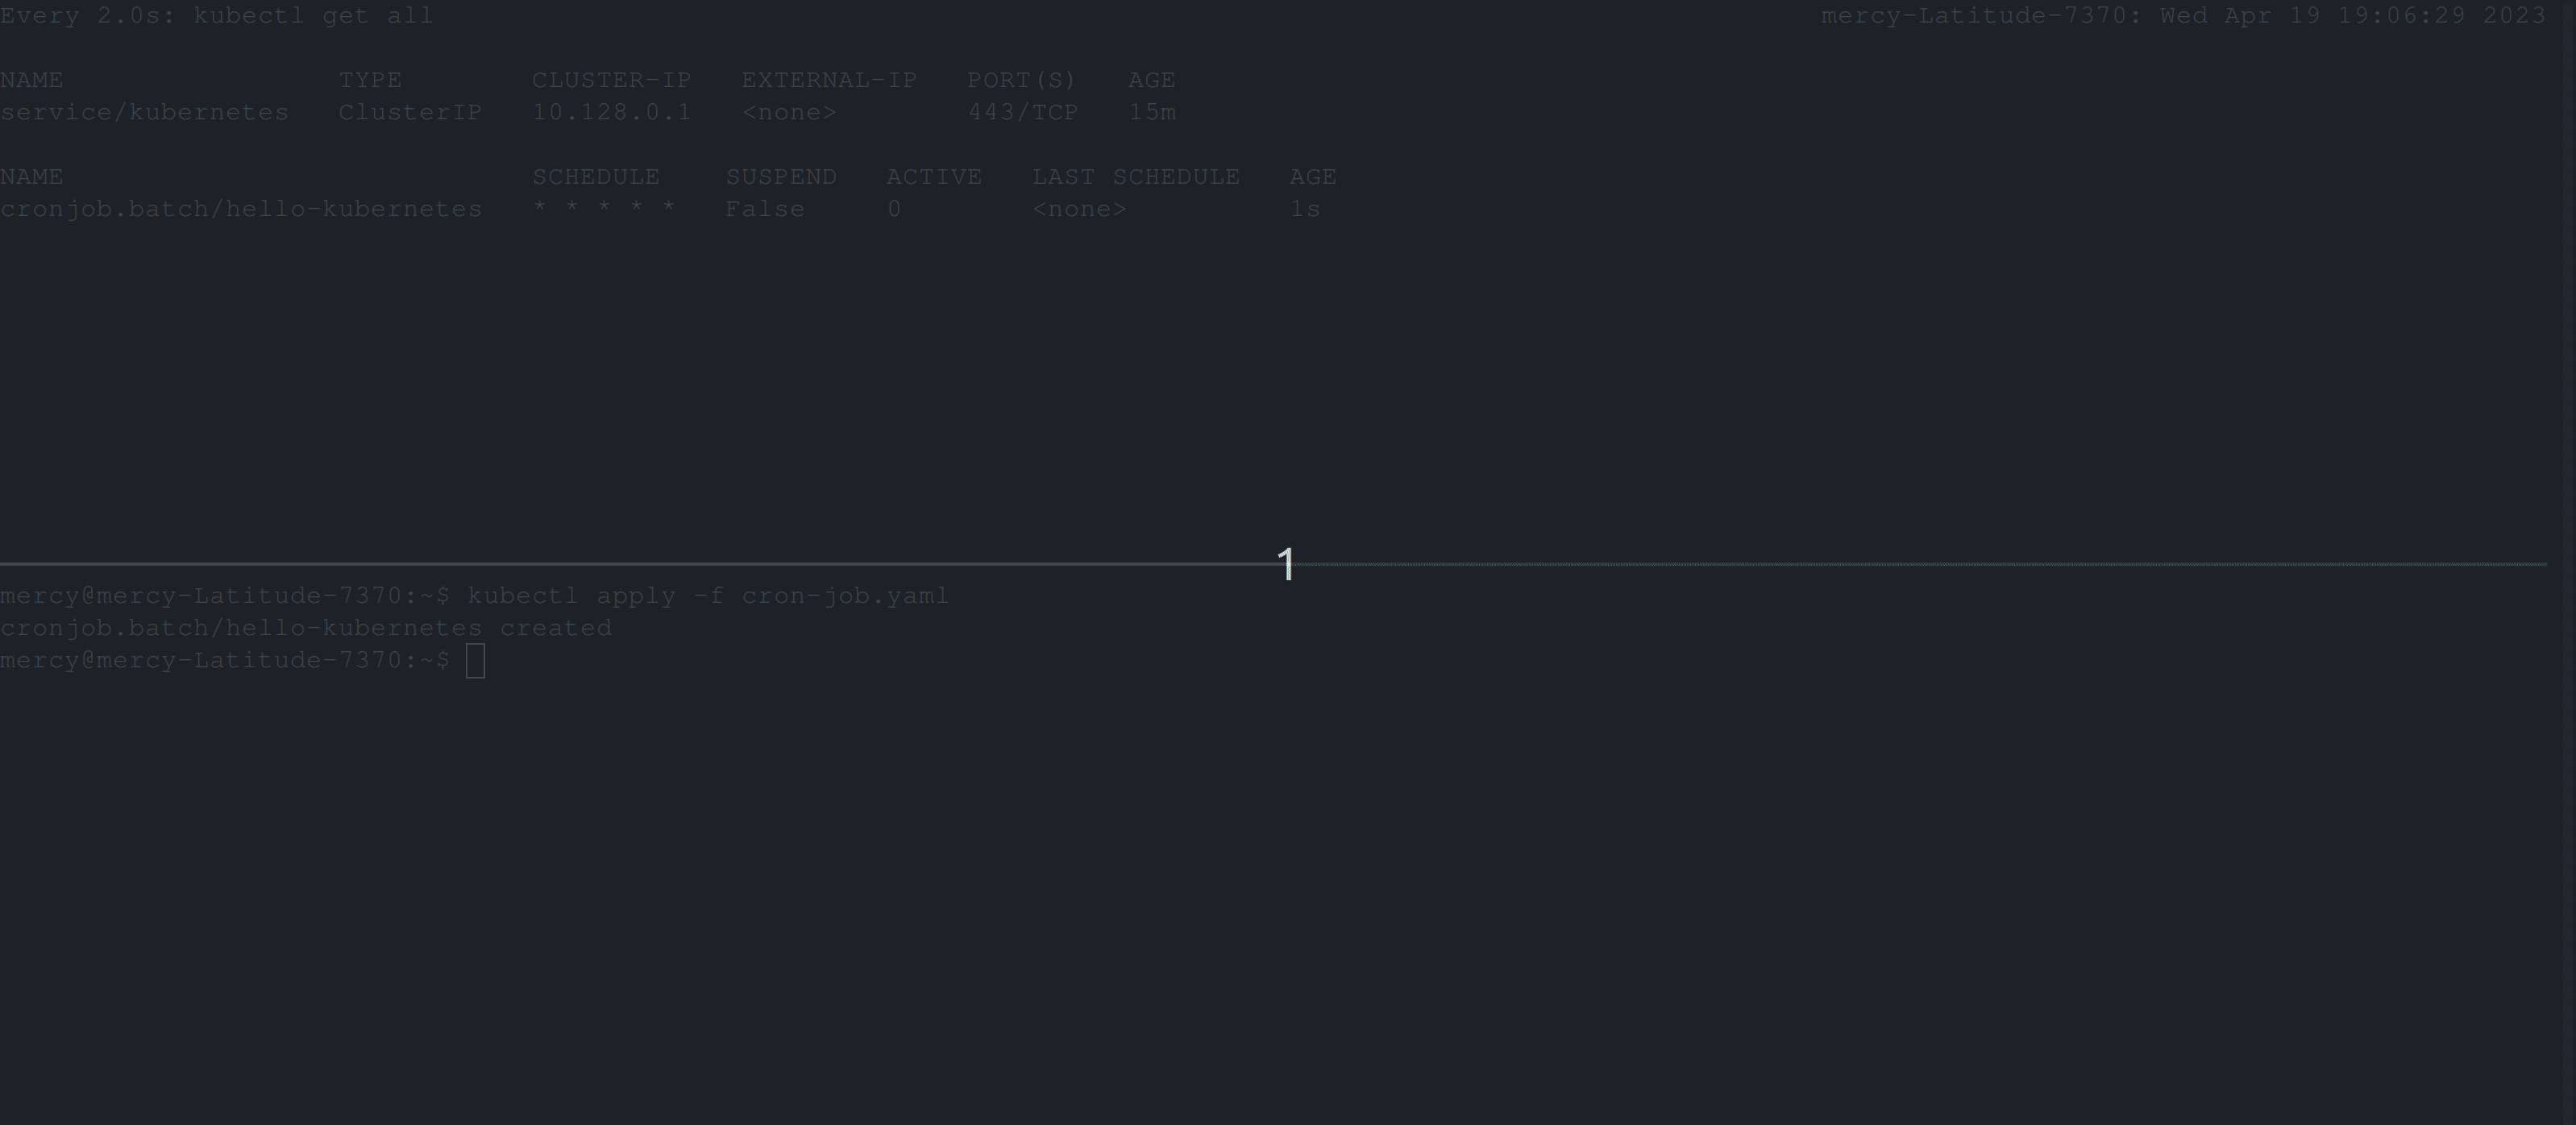 Every 2.0s: kubectl get all mercy-Latitude-7370: Wed Apr 19 19:06:29 2023
NAME TYPE CLUSTER-IP EXTERNAL-IP PORT(S) AGE
service/kubernetes ClusterIP 10.128.0.1 <none> 443/TCP 15m
NAME SCHEDULE SUSPEND ACTIVE LAST SCHEDULE AGE
cronjob.batch/hello-kubernetes * * * * * False 0 <none> 1s
1
mercy@mercy-Latitude-7370:~$ kubectl apply -f cron-job.yaml
cronjob.batch/hello-kubernetes created
mercy@mercy-Latitude-7370:~$